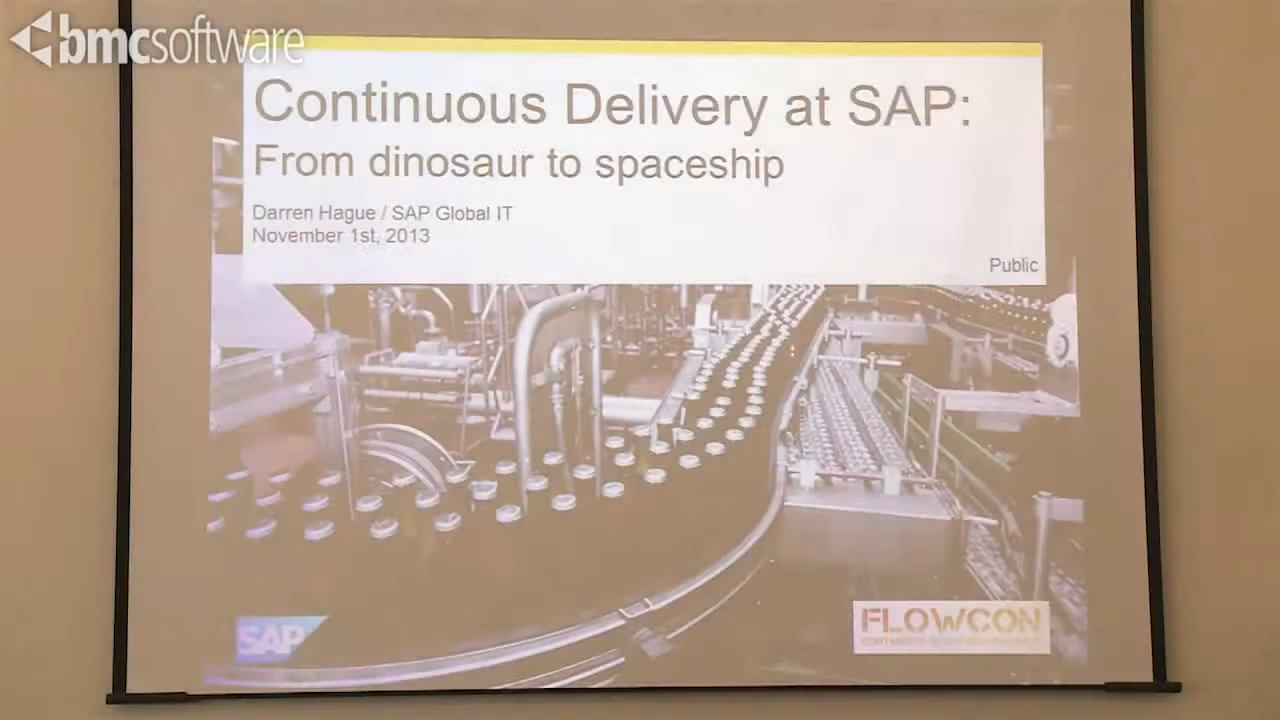 bmcsoftware
Continuous Delivery at SAP:
From dinosaur to spaceship
Darren Hague / SAP Global IT
November 1st, 2013
Public
SAP
FLOWCON